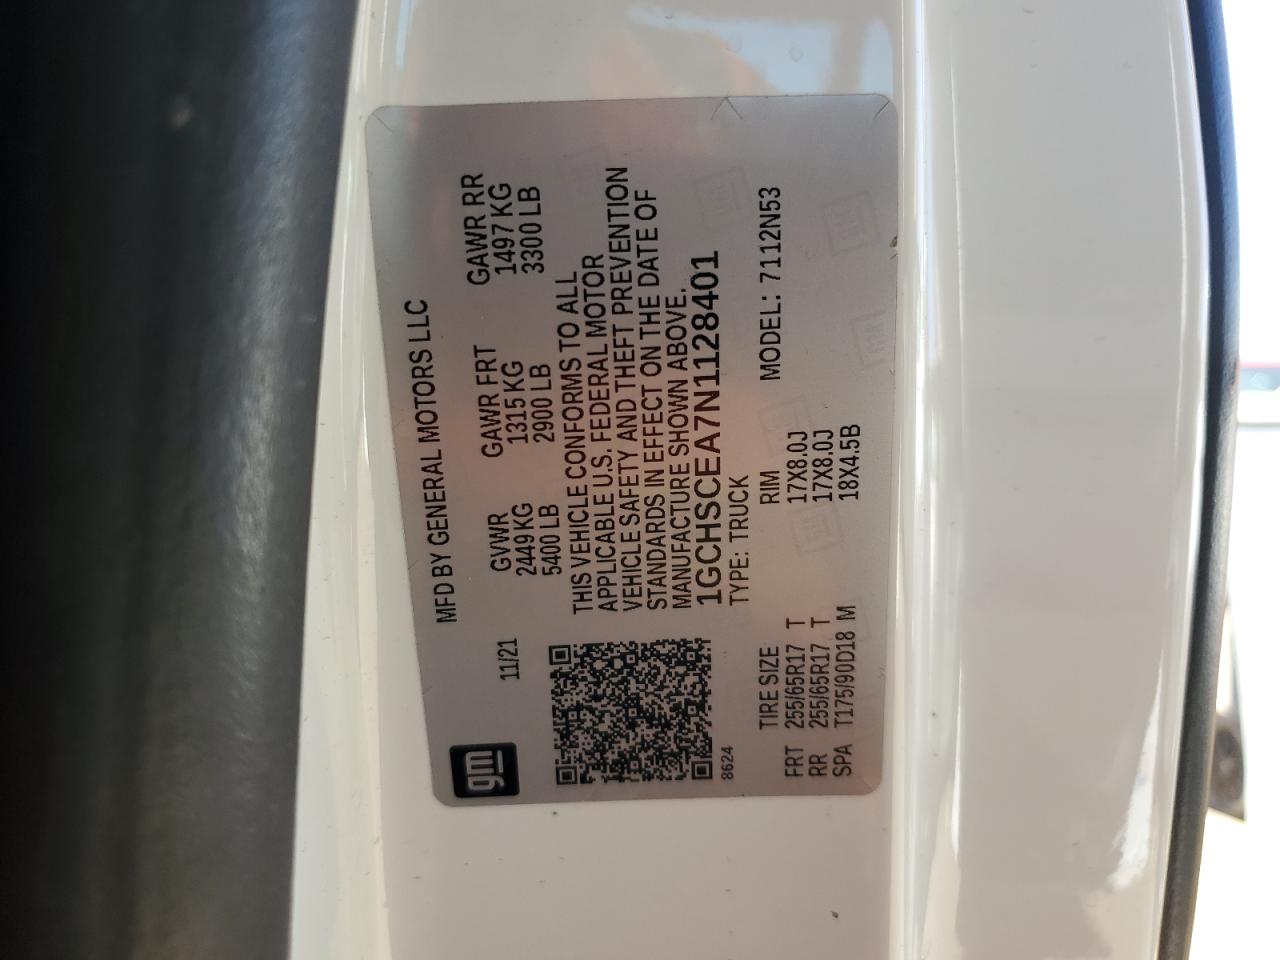 gm
MFD BY GENERAL MOTORS LLC
11/21
GVWR GAWR FRT GAWR RR
2449 KG 1315 KG 1497 KG
5400 LB 2900 LB 3300 LB
THIS VEHICLE CONFORMS TO ALL
APPLICABLE U.S. FEDERAL MOTOR
VEHICLE SAFETY AND THEFT PREVENTION
STANDARDS IN EFFECT ON THE DATE OF
MANUFACTURE SHOWN ABOVE.
1GCHSCEA7N1128401
8624
TYPE: TRUCK
TIRE SIZE RIM MODEL: 7112N53
FRT 255/65R17 T 17X8.0J
RR 255/65R17 T 17X8.0J
SPA T175/90D18 M 18X4.5B